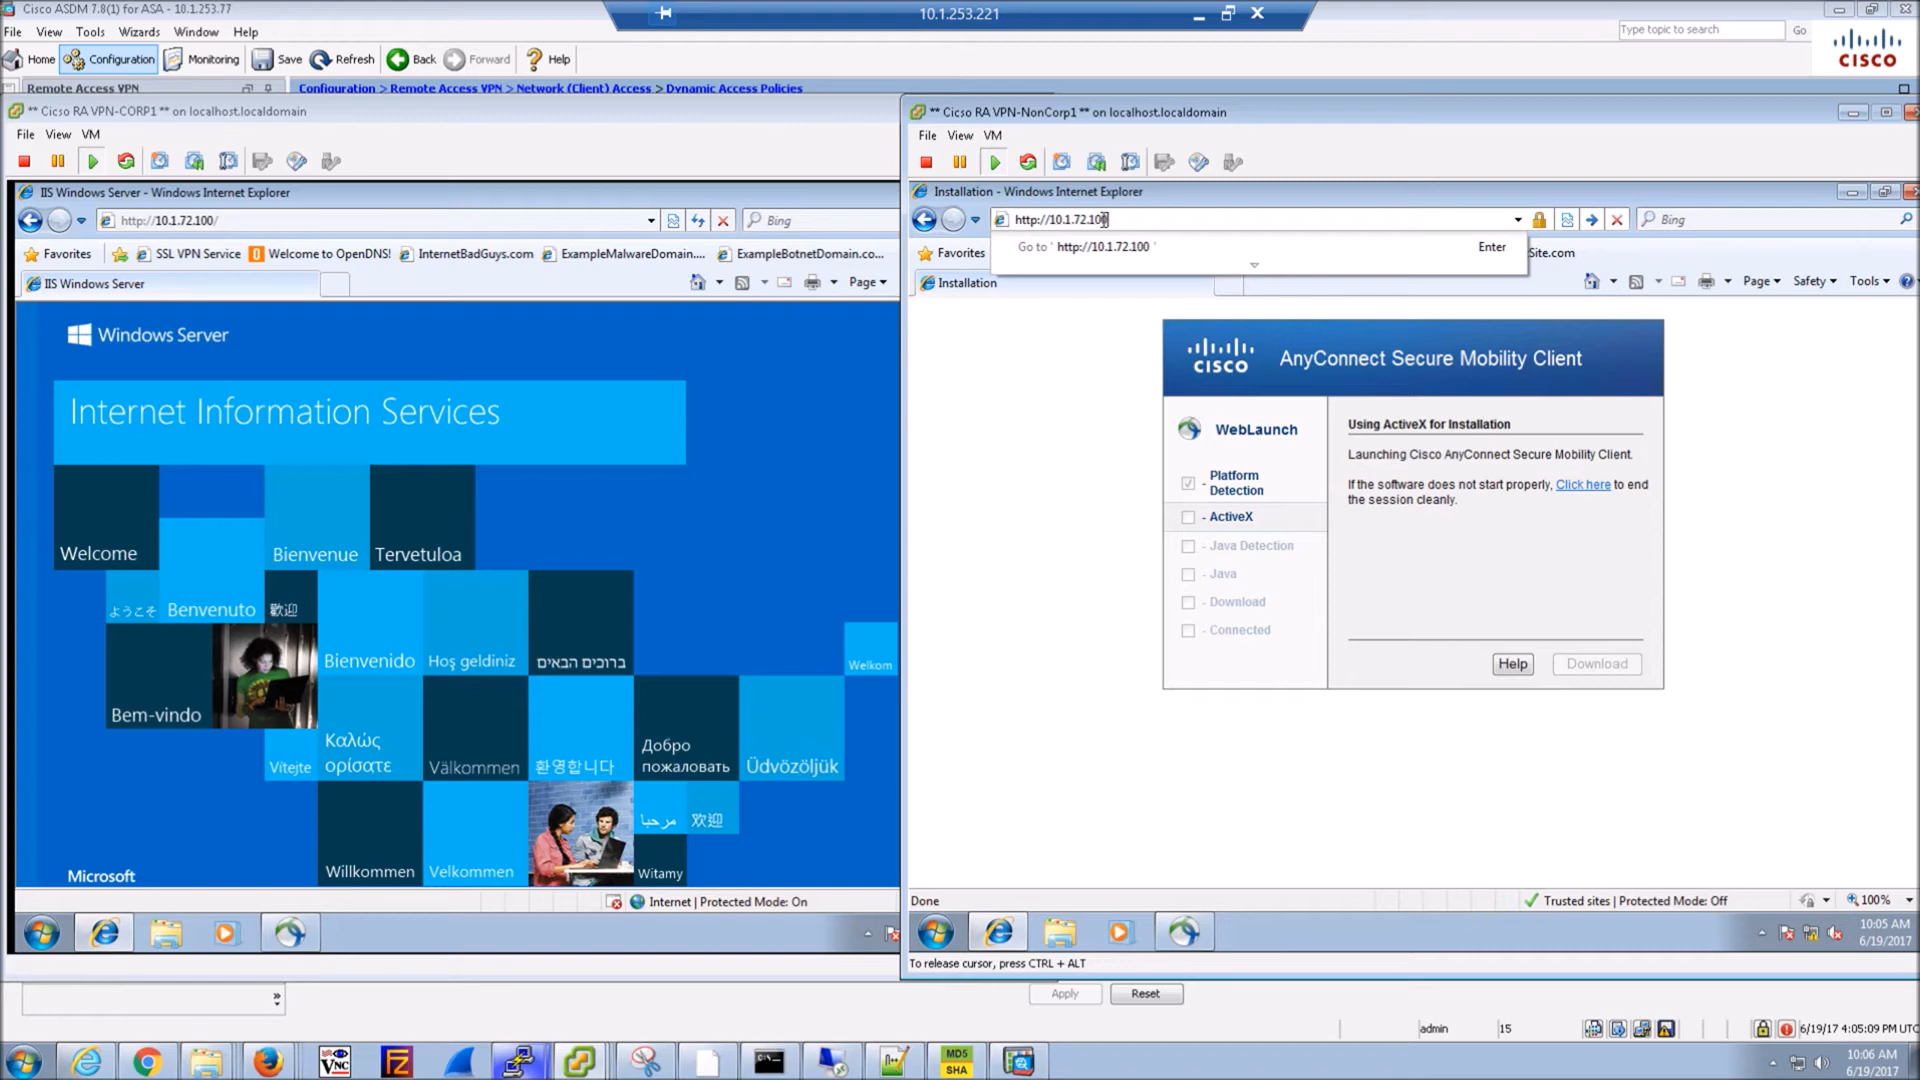 Cisco ASDM 7.8(1) for ASA - 10.1.253.77
10.1.253.221
File View Tools Wizards Window Help
Type topic to search Go
Home Configuration Monitoring Save Refresh Back Forward Help
CISCO
Remote Access VPN
Configuration > Remote Access VPN > Network (Client) Access > Dynamic Access Policies
** Cicso RA VPN-CORP1 ** on localhost.localdomain
File View VM
IIS Windows Server - Windows Internet Explorer
http://10.1.72.100/
Bing
Favorites SSL VPN Service Welcome to OpenDNS! InternetBadGuys.com ExampleMalwareDomain.... ExampleBotnetDomain.co...
IIS Windows Server
Page
Windows Server
Internet Information Services
Welcome
Bienvenue
Tervetuloa
ようこそ
Benvenuto
歡迎
Bienvenido
Hoş geldiniz
ברוכים הבאים
Welkom
Bem-vindo
Vítejte
Καλώς
ορίσατε
Välkommen
환영합니다
Добро
пожаловать
Üdvözöljük
Microsoft
Willkommen
Velkommen
مرحبا
欢迎
Witamy
Internet | Protected Mode: On
** Cicso RA VPN-NonCorp1 ** on localhost.localdomain
File View VM
Installation - Windows Internet Explorer
http://10.1.72.100
Bing
Go to ' http://10.1.72.100 ' Enter
Favorites
Site.com
Installation
Page Safety Tools
CISCO
AnyConnect Secure Mobility Client
WebLaunch
- Platform
Detection
- ActiveX
- Java Detection
- Java
- Download
- Connected
Using ActiveX for Installation
Launching Cisco AnyConnect Secure Mobility Client.
If the software does not start properly, Click here to end
the session cleanly.
Help Download
Done
Trusted sites | Protected Mode: Off
100%
10:05 AM
6/19/2017
To release cursor, press CTRL + ALT
Apply Reset
admin 15 6/19/17 4:05:09 PM UTC
VNC
FZ
MD5
SHA
10:06 AM
6/19/2017